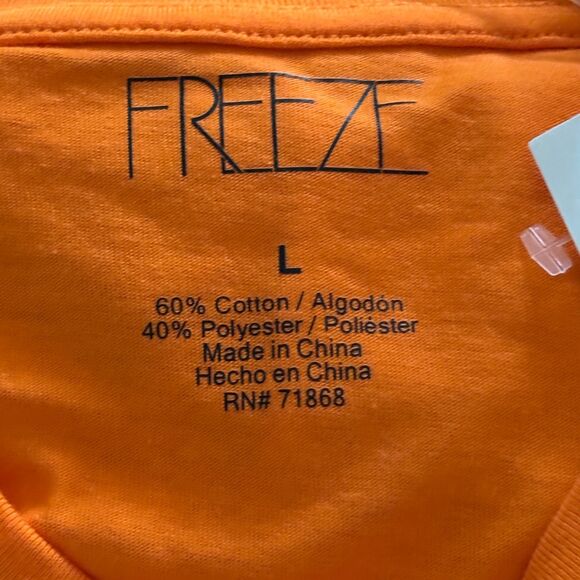 FREEZE
L
60% Cotton / Algodón
40% Polyester / Poliéster
Made in China
Hecho en China
RN# 71868